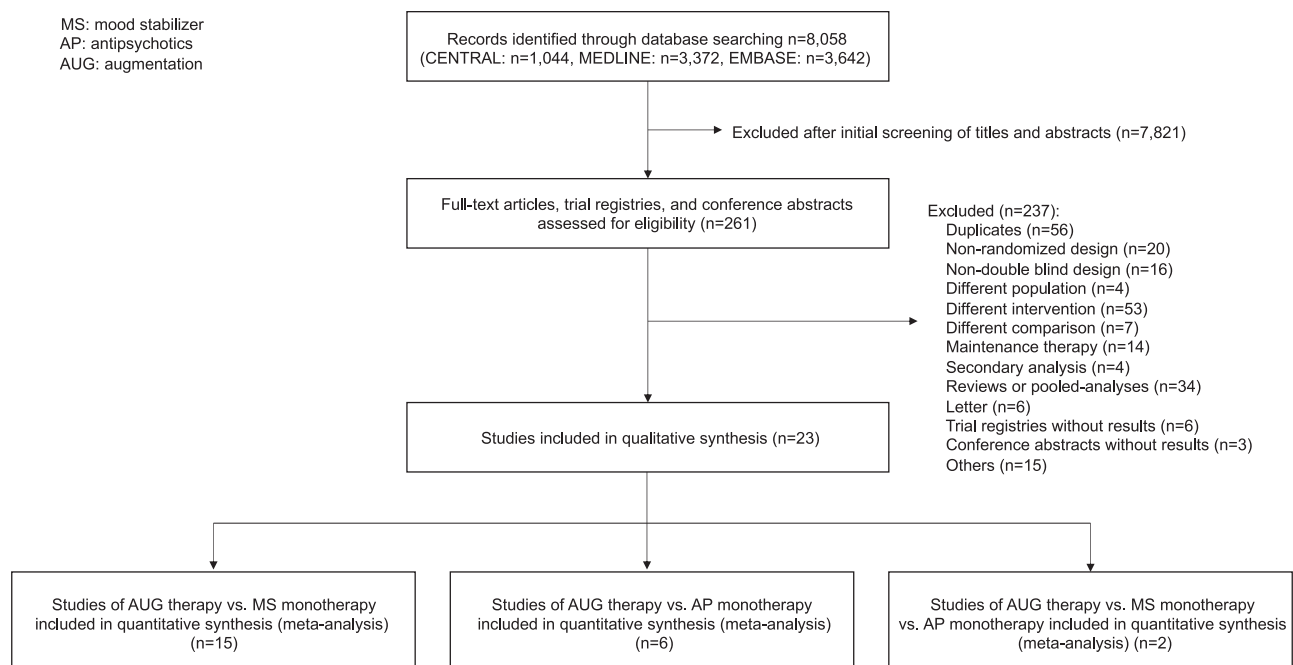 MS: mood stabilizer
AP: antipsychotics
AUG: augmentation
Records identified through database searching n=8,058
(CENTRAL: n=1,044, MEDLINE: n=3,372, EMBASE: n=3,642)
Excluded after initial screening of titles and abstracts (n=7,821)
Full-text articles, trial registries, and conference abstracts
assessed for eligibility (n=261)
Excluded (n=237):
Duplicates (n=56)
Non-randomized design (n=20)
Non-double blind design (n=16)
Different population (n=4)
Different intervention (n=53)
Different comparison (n=7)
Maintenance therapy (n=14)
Secondary analysis (n=4)
Reviews or pooled-analyses (n=34)
Letter (n=6)
Trial registries without results (n=6)
Conference abstracts without results (n=3)
Others (n=15)
Studies included in qualitative synthesis (n=23)
Studies of AUG therapy vs. MS monotherapy
included in quantitative synthesis (meta-analysis)
(n=15)
Studies of AUG therapy vs. AP monotherapy
included in quantitative synthesis (meta-analysis)
(n=6)
Studies of AUG therapy vs. MS monotherapy
vs. AP monotherapy included in quantitative synthesis
(meta-analysis) (n=2)